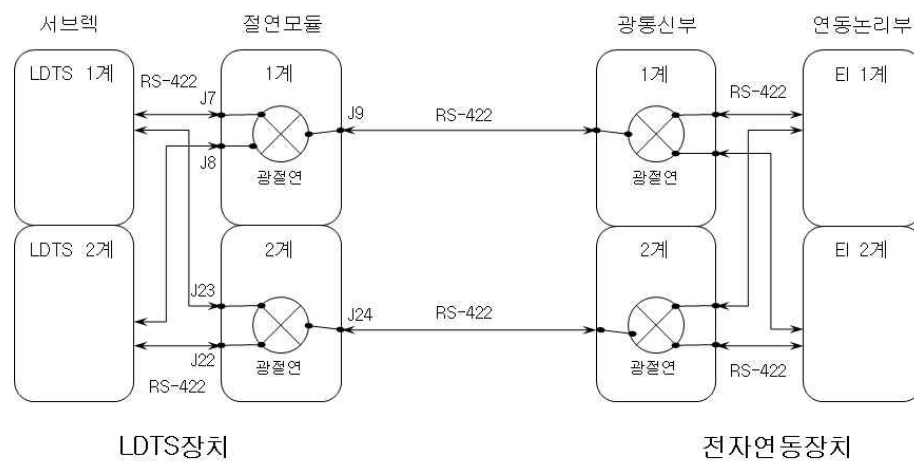 서브렉
절연모듈
광통신부
연동논리부
LDTS 1계
1계
1계
EI 1계
RS-422
J7
J9
RS-422
RS-422
J8
광절연
광절연
LDTS 2계
2계
2계
EI 2계
J23
J24
RS-422
J22
광절연
광절연
RS-422
RS-422
LDTS장치
전자연동장치